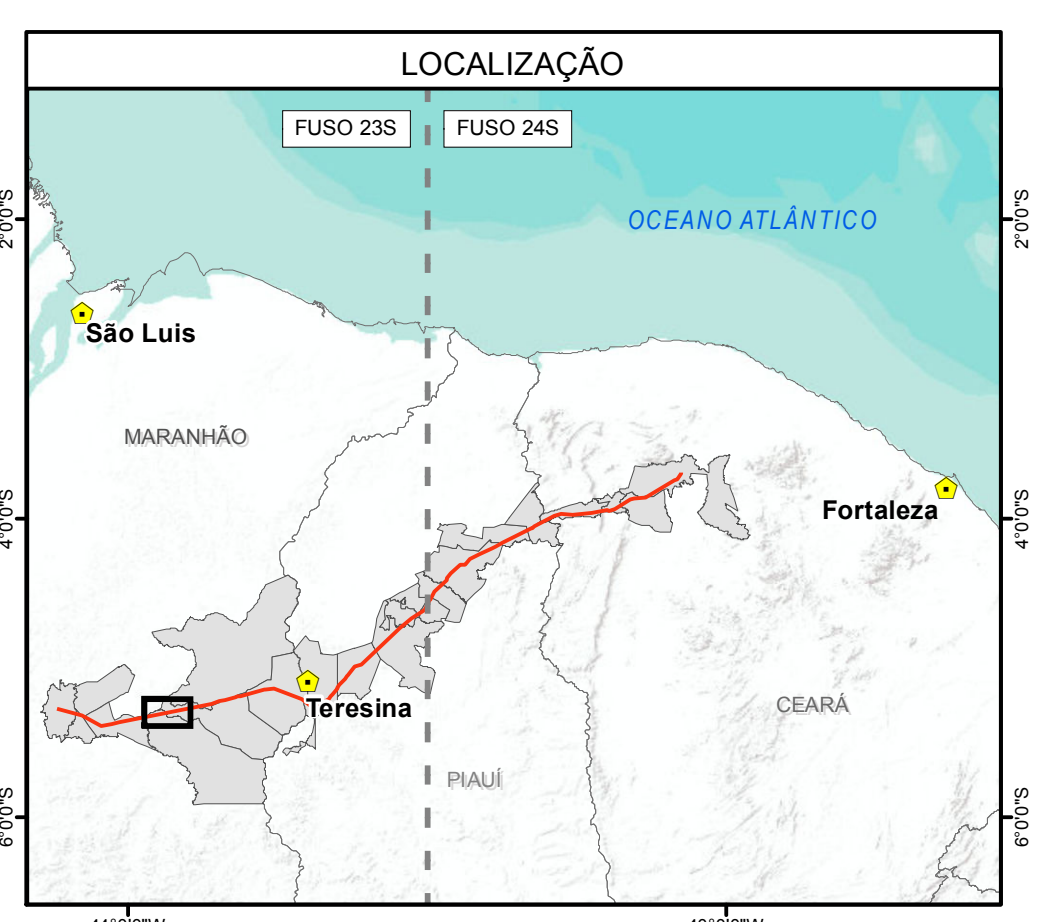 LOCALIZAÇÃO
FUSO 23S
FUSO 24S
OCEANO ATLÂNTICO
2°0'0"S
2°0'0"S
São Luis
MARANHÃO
Fortaleza
4°0'0"S
4°0'0"S
Teresina
CEARÁ
PIAUÍ
6°0'0"S
6°0'0"S